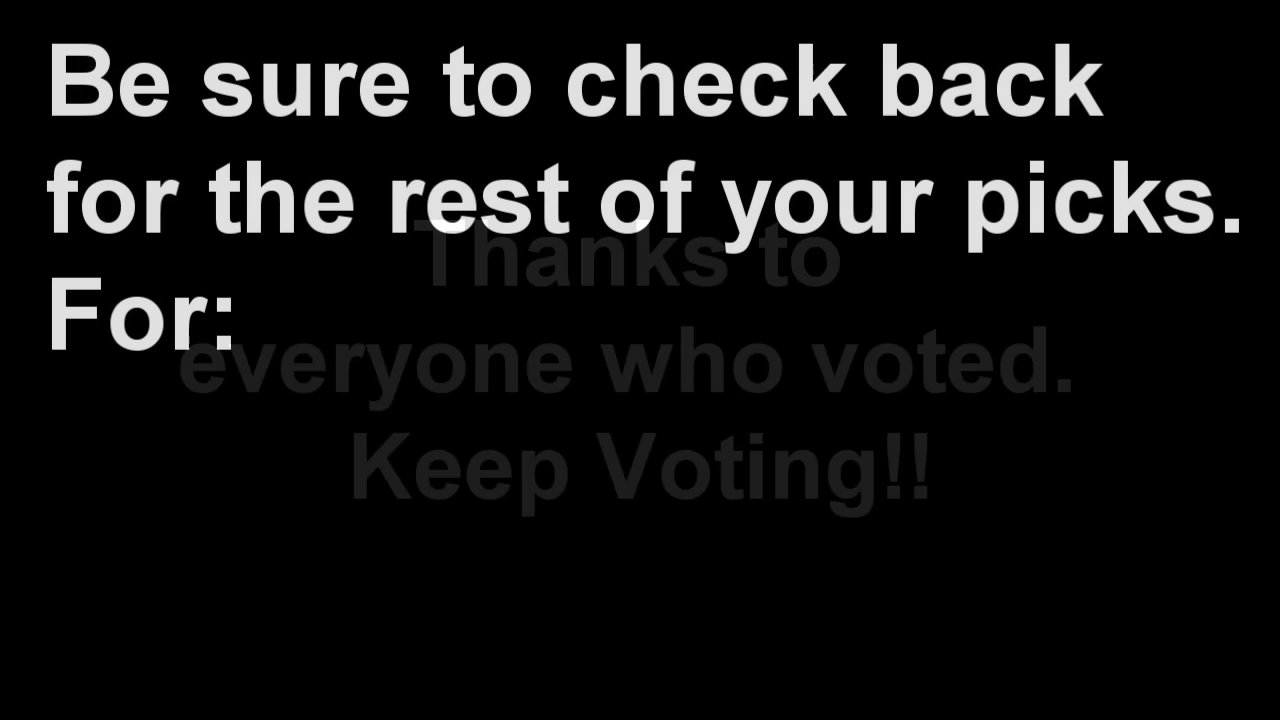 Be sure to check back
for the rest of your picks.
For:
Thanks to
everyone who voted.
Keep Voting!!